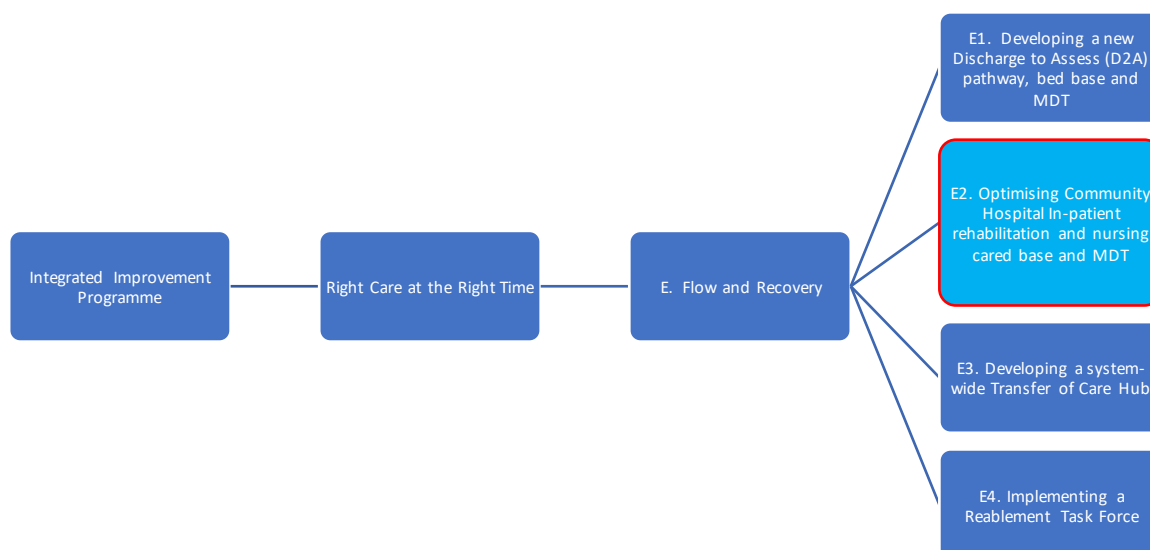 Integrated Improvement
Programme
Right Care at the Right Time
E. Flow and Recovery
E1. Developing a new
Discharge to Assess (D2A)
pathway, bed base and
MDT
E2. Optimising Community
Hospital In-patient
rehabilitation and nursing
cared base and MDT
E3. Developing a system-
wide Transfer of Care Hub
E4. Implementing a
Reablement Task Force